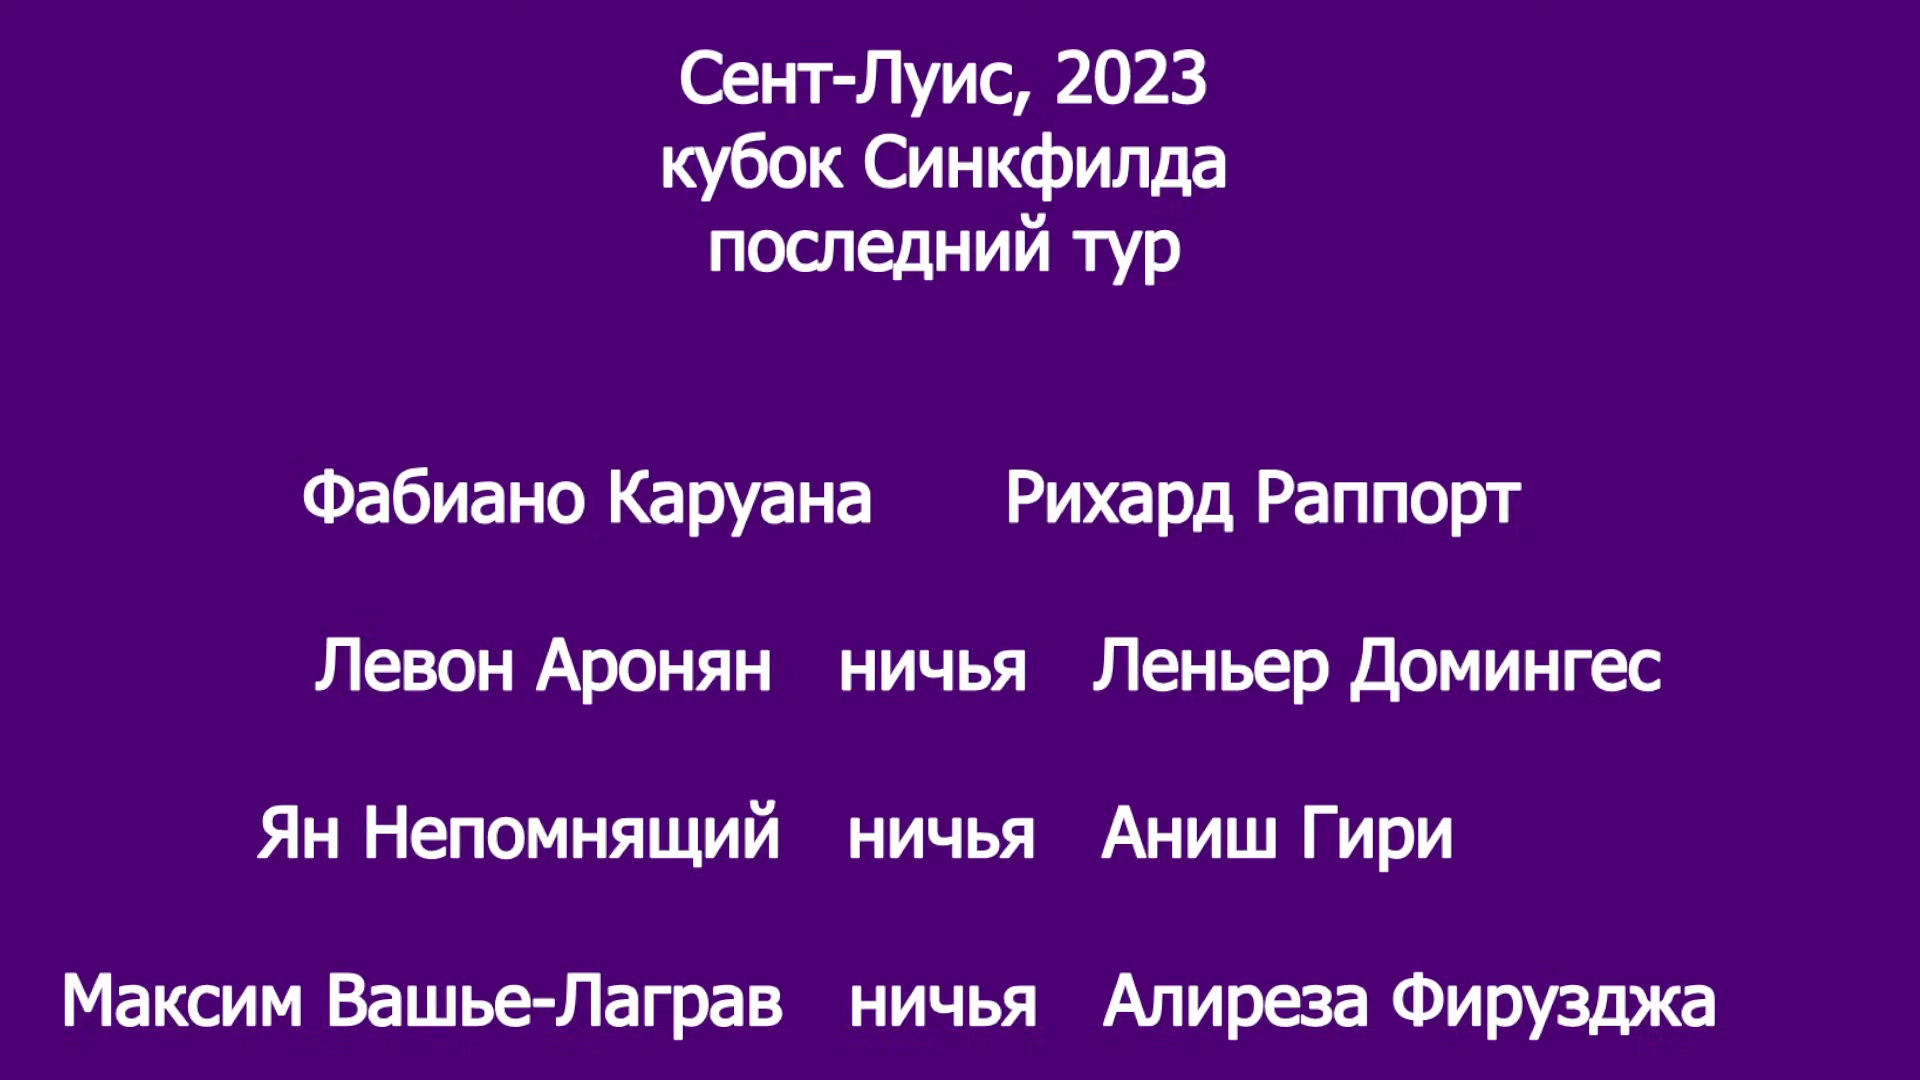 Сент-Луис, 2023
кубок Синкфилда
последний тур
Фабиано Каруана Рихард Раппорт
Левон Аронян ничья Леньер Домингес
Ян Непомнящий ничья Аниш Гири
Максим Вашье-Лаграв ничья Алиреза Фирузджа